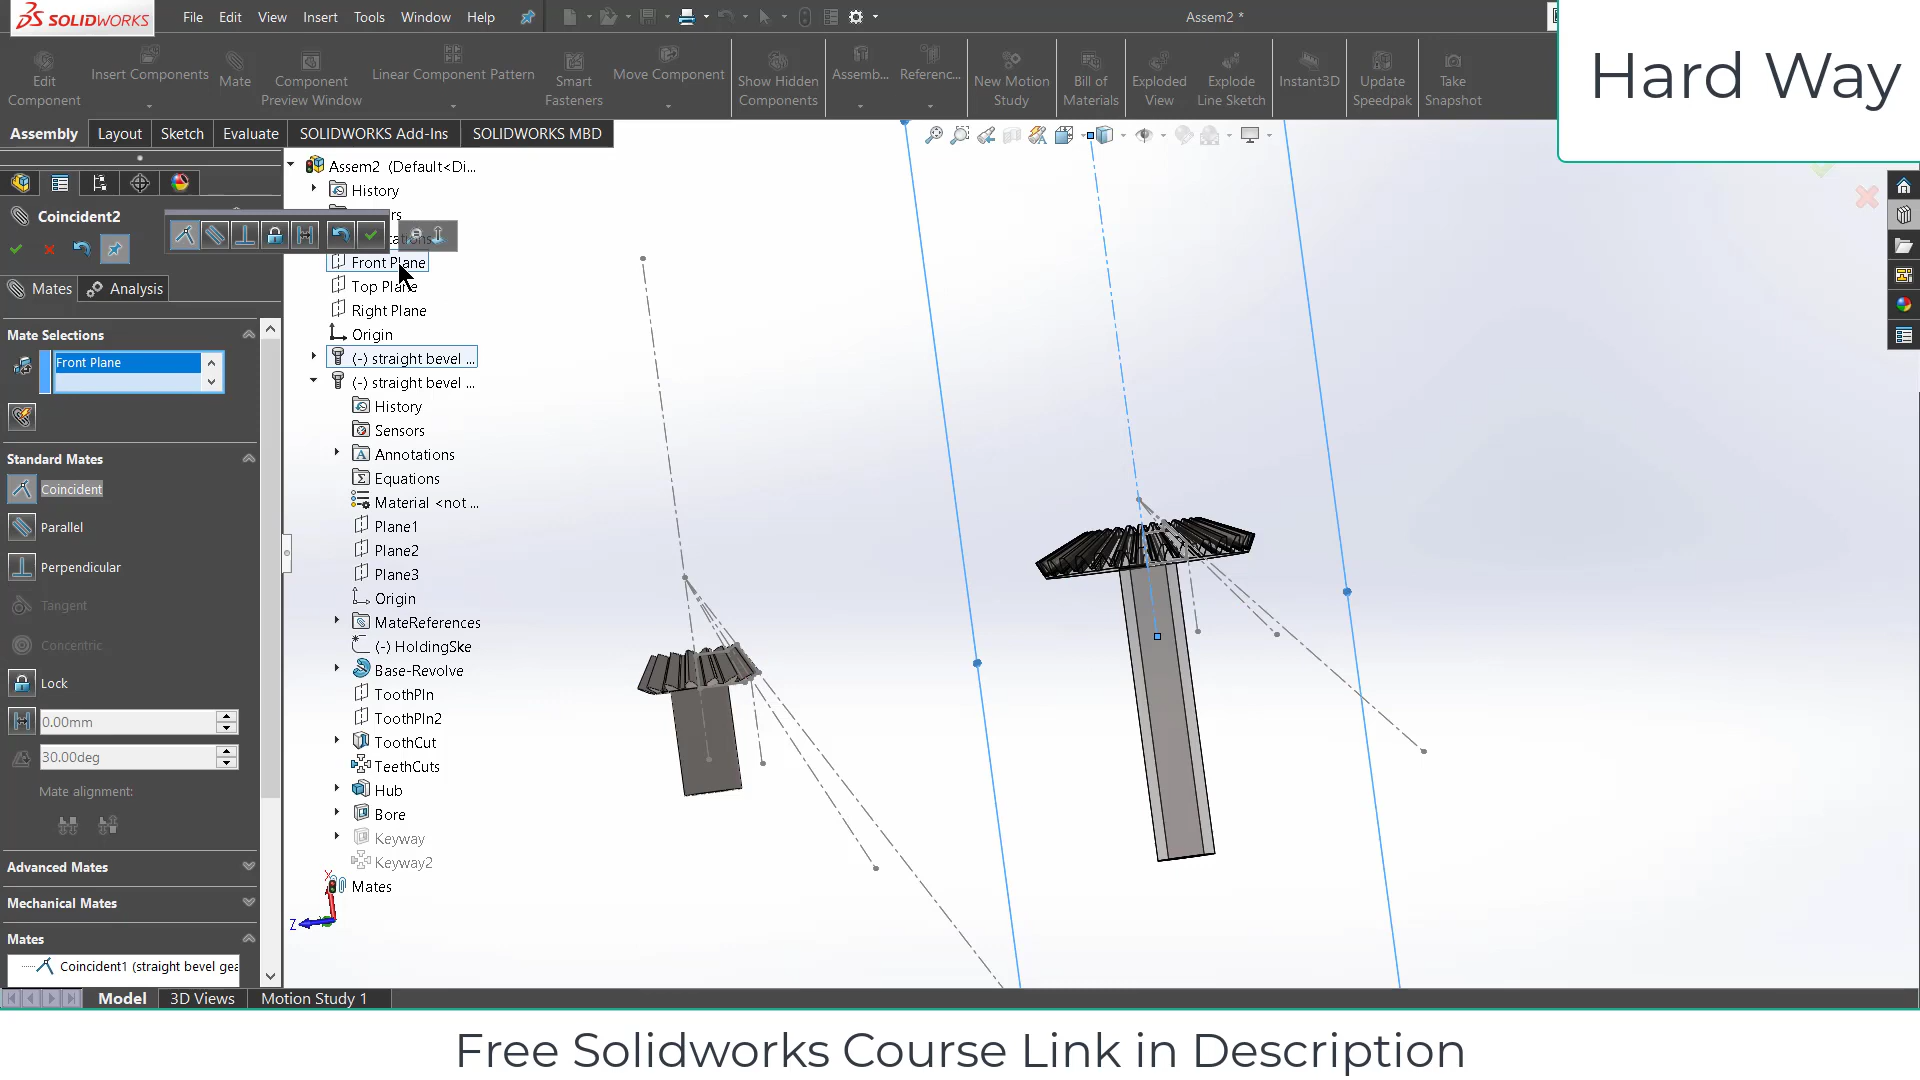 SOLIDWORKS
File Edit View Insert Tools Window Help
Assem2 *
Hard Way
Edit Component
Insert Components
Mate
Component Preview Window
Linear Component Pattern
Smart Fasteners
Move Component
Show Hidden Components
Assemb...
Referenc...
New Motion Study
Bill of Materials
Exploded View
Explode Line Sketch
Instant3D
Update Speedpak
Take Snapshot
Assembly Layout Sketch Evaluate SOLIDWORKS Add-Ins SOLIDWORKS MBD
Coincident2
Mates Analysis
Mate Selections
Front Plane
Standard Mates
Coincident
Parallel
Perpendicular
Tangent
Concentric
Lock
0.00mm
30.00deg
Mate alignment:
Advanced Mates
Mechanical Mates
Mates
Coincident1 (straight bevel gea
Assem2 (Default<Di...
History
Front Plane
Top Plane
Right Plane
Origin
(-) straight bevel ...
(-) straight bevel ...
History
Sensors
Annotations
Equations
Material <not ...
Plane1
Plane2
Plane3
Origin
MateReferences
(-) HoldingSke
Base-Revolve
ToothPln
ToothPln2
ToothCut
TeethCuts
Hub
Bore
Keyway
Keyway2
Mates
X
Z
Model 3D Views Motion Study 1
Free Solidworks Course Link in Description